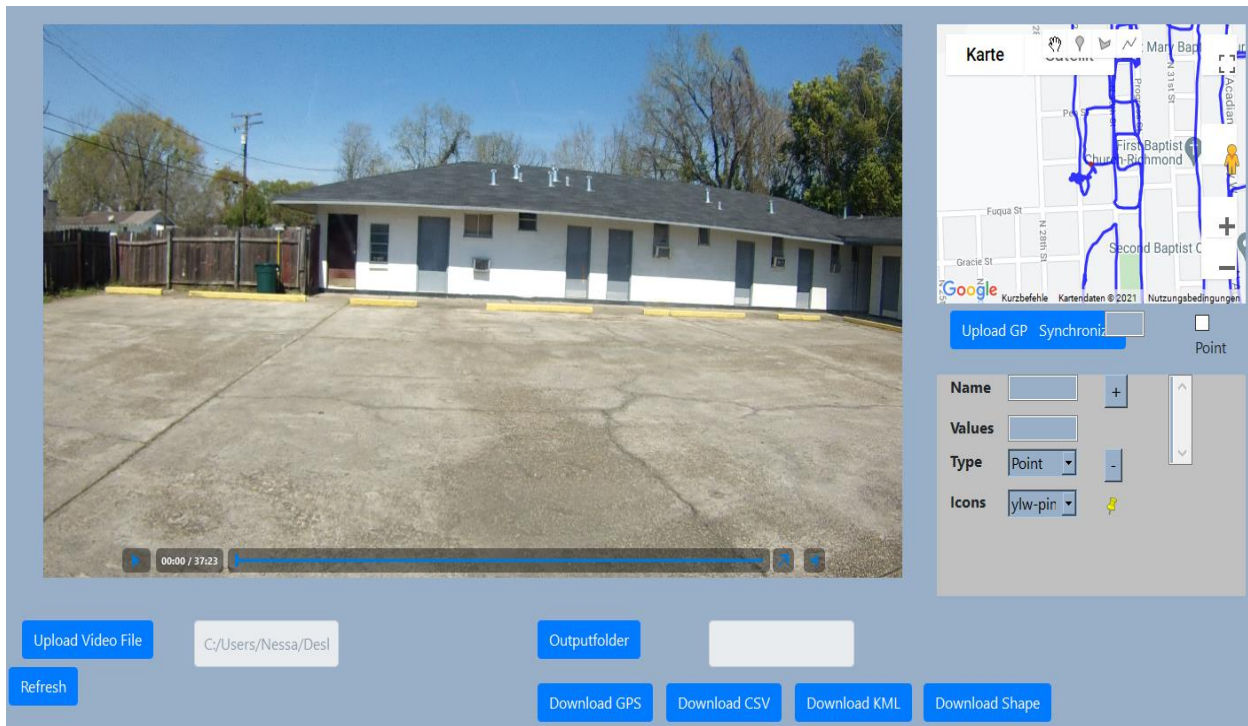 Karte
Satellit
Mary Bap
N 31st St
Acadian
First Baptist
Church-Richmond
Fuqua St
N 28th St
Second Baptist C
Gracie St
Google
Kurzbefehle
Kartendaten © 2021
Nutzungsbedingungen
Upload GP
Synchroniz
Point
Name
+
Values
Type
Point
-
Icons
ylw-pin
00:00 / 37:23
Upload Video File
C:/Users/Nessa/Desl
Outputfolder
Refresh
Download GPS
Download CSV
Download KML
Download Shape